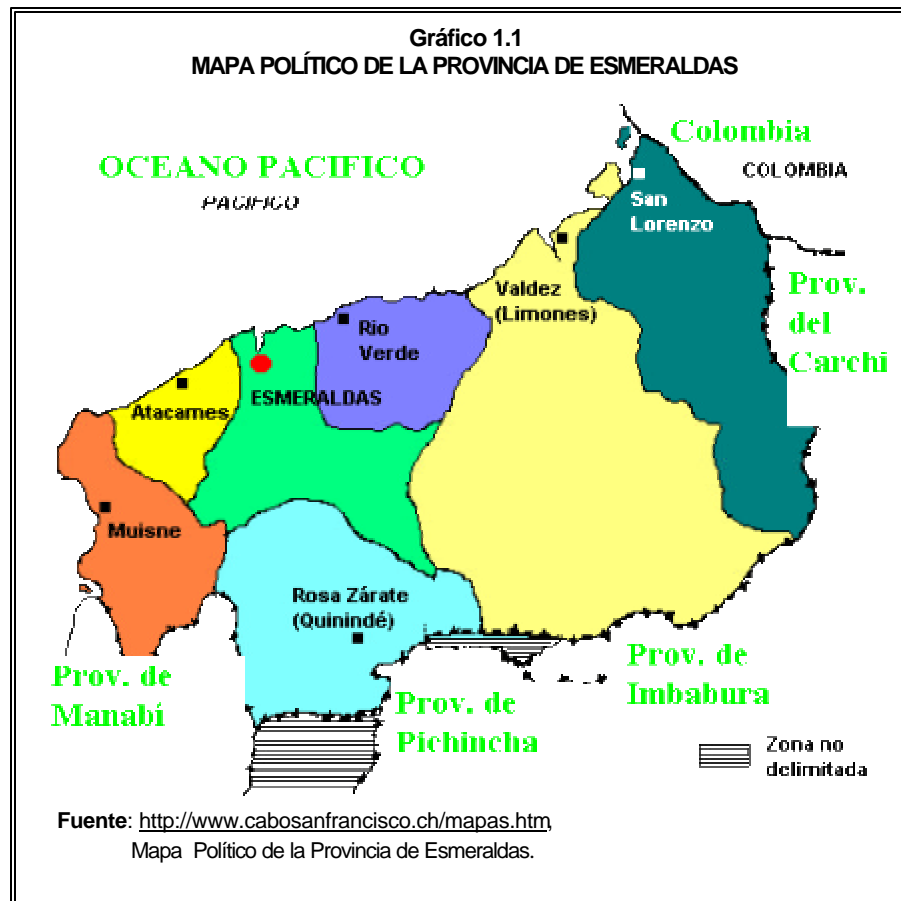 Gráfico 1.1
MAPA POLÍTICO DE LA PROVINCIA DE ESMERALDAS
Colombia
OCEANO PACIFICO
COLOMBIA
PACIFICO
San
Lorenzo
Valdez
(Limones)
Prov.
del
Carchi
Rio
Verde
ESMERALDAS
Atacames
Muisne
Rosa Zárate
(Quinindé)
Prov. de
Imbabura
Prov. de
Manabí
Prov. de
Pichincha
Zona no
delimitada
Fuente: http://www.cabosanfrancisco.ch/mapas.htm,
Mapa Político de la Provincia de Esmeraldas.